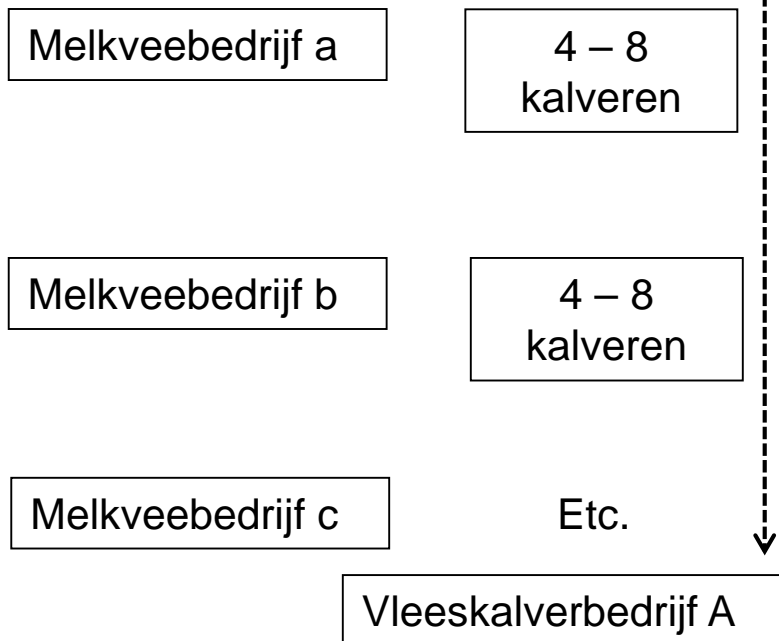 Melkveebedrijf a
4 – 8
kalveren
Melkveebedrijf b
4 – 8
kalveren
Melkveebedrijf c
Etc.
Vleeskalverbedrijf A